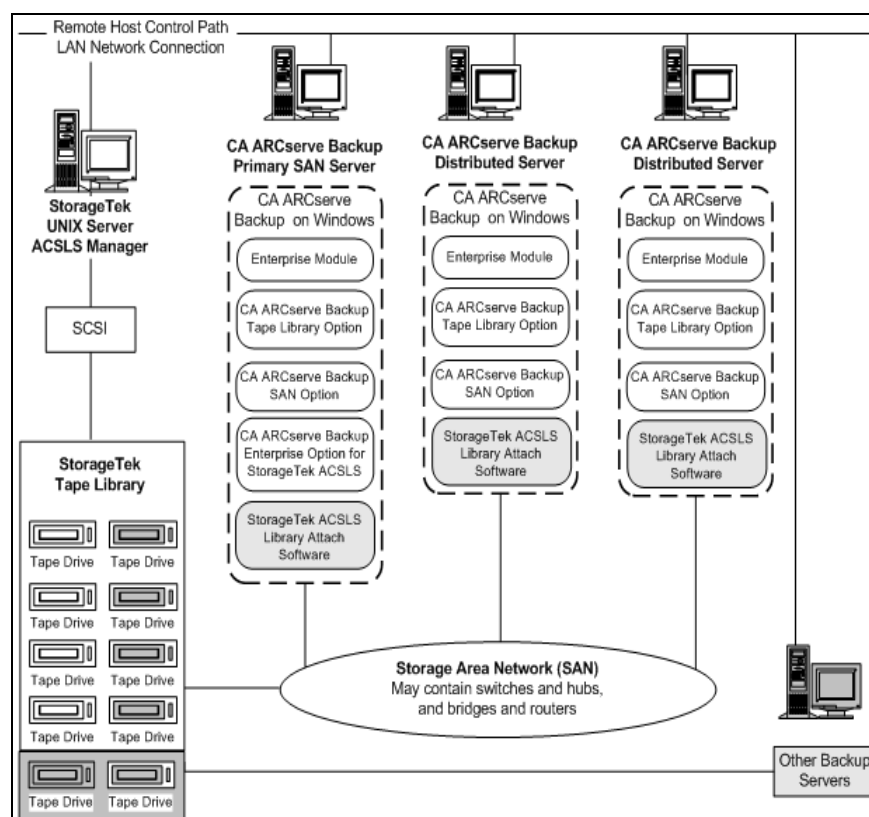 Remote Host Control Path
LAN Network Connection
StorageTek
UNIX Server
ACSLS Manager
SCSI
StorageTek
Tape Library
Tape Drive
Tape Drive
Tape Drive
Tape Drive
Tape Drive
Tape Drive
Tape Drive
Tape Drive
Tape Drive
Tape Drive
CA ARCserve Backup
Primary SAN Server
CA ARCserve
Backup on Windows
Enterprise Module
CA ARCserve Backup
Tape Library Option
CA ARCserve Backup
SAN Option
CA ARCserve Backup
Enterprise Option for
StorageTek ACSLS
StorageTek ACSLS
Library Attach
Software
CA ARCserve Backup
Distributed Server
CA ARCserve
Backup on Windows
Enterprise Module
CA ARCserve Backup
Tape Library Option
CA ARCserve Backup
SAN Option
StorageTek ACSLS
Library Attach
Software
CA ARCserve Backup
Distributed Server
CA ARCserve
Backup on Windows
Enterprise Module
CA ARCserve Backup
Tape Library Option
CA ARCserve Backup
SAN Option
StorageTek ACSLS
Library Attach
Software
Storage Area Network (SAN)
May contain switches and hubs,
and bridges and routers
Other Backup
Servers